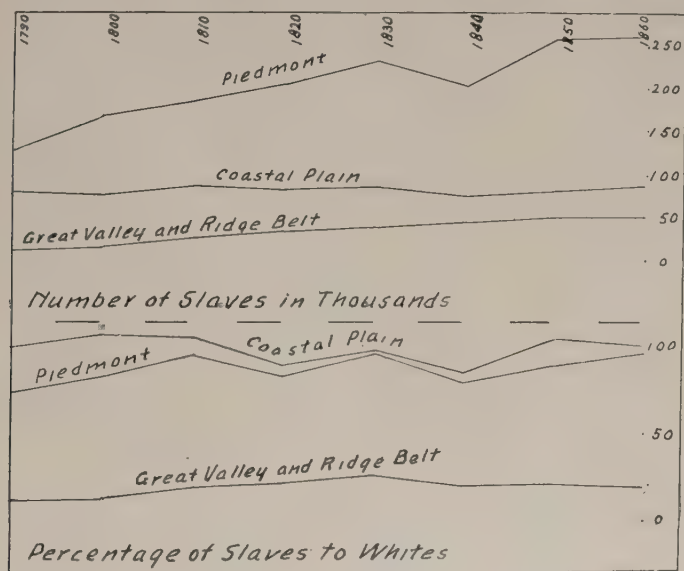 1790 1800 1810 1820 1830 1840 1850 1860
250
Piedmont
200
150
Coastal Plain
100
Great Valley and Ridge Belt
50
0
Number of Slaves in Thousands
Coastal Plain
100
Piedmont
50
Great Valley and Ridge Belt
0
Percentage of Slaves to Whites